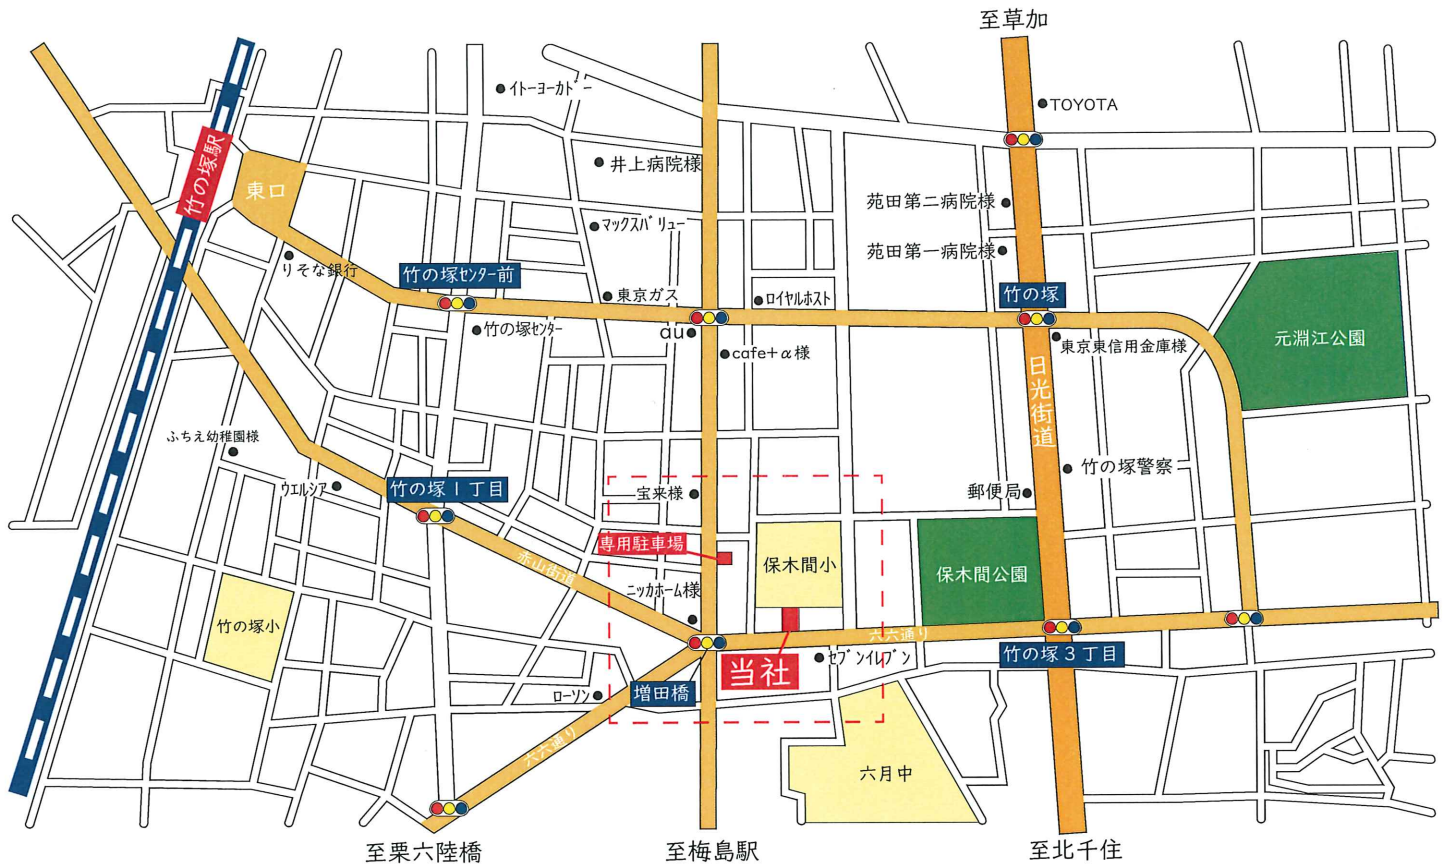 至草加
イトーヨーカドー
TOYOTA
竹の塚駅
井上病院様
東口
苑田第二病院様
マックスバリュー
苑田第一病院様
りそな銀行
竹の塚センター前
東京ガス
ロイヤルホスト
竹の塚
竹の塚センター
au
cafe+α様
東京東信用金庫様
元淵江公園
日光街道
ふちえ幼稚園様
竹の塚警察
ウエルシア
竹の塚1丁目
宝来様
郵便局
専用駐車場
赤山街道
保木間小
保木間公園
ニッカホーム様
竹の塚小
六六通り
竹の塚3丁目
セブンイレブン
当社
増田橋
ローソン
六六通り
六月中
至栗六陸橋
至梅島駅
至北千住